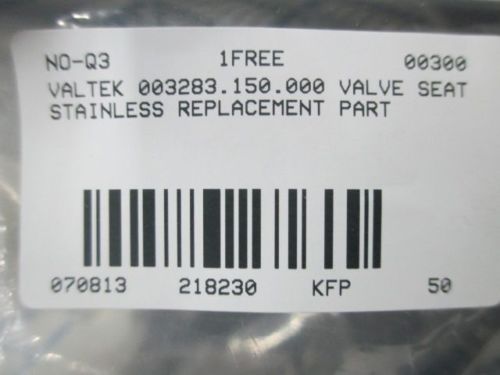 NO-Q3 1FREE 00300
VALTEK 003283.150.000 VALVE SEAT
STAINLESS REPLACEMENT PART
070813 218230 KFP 50